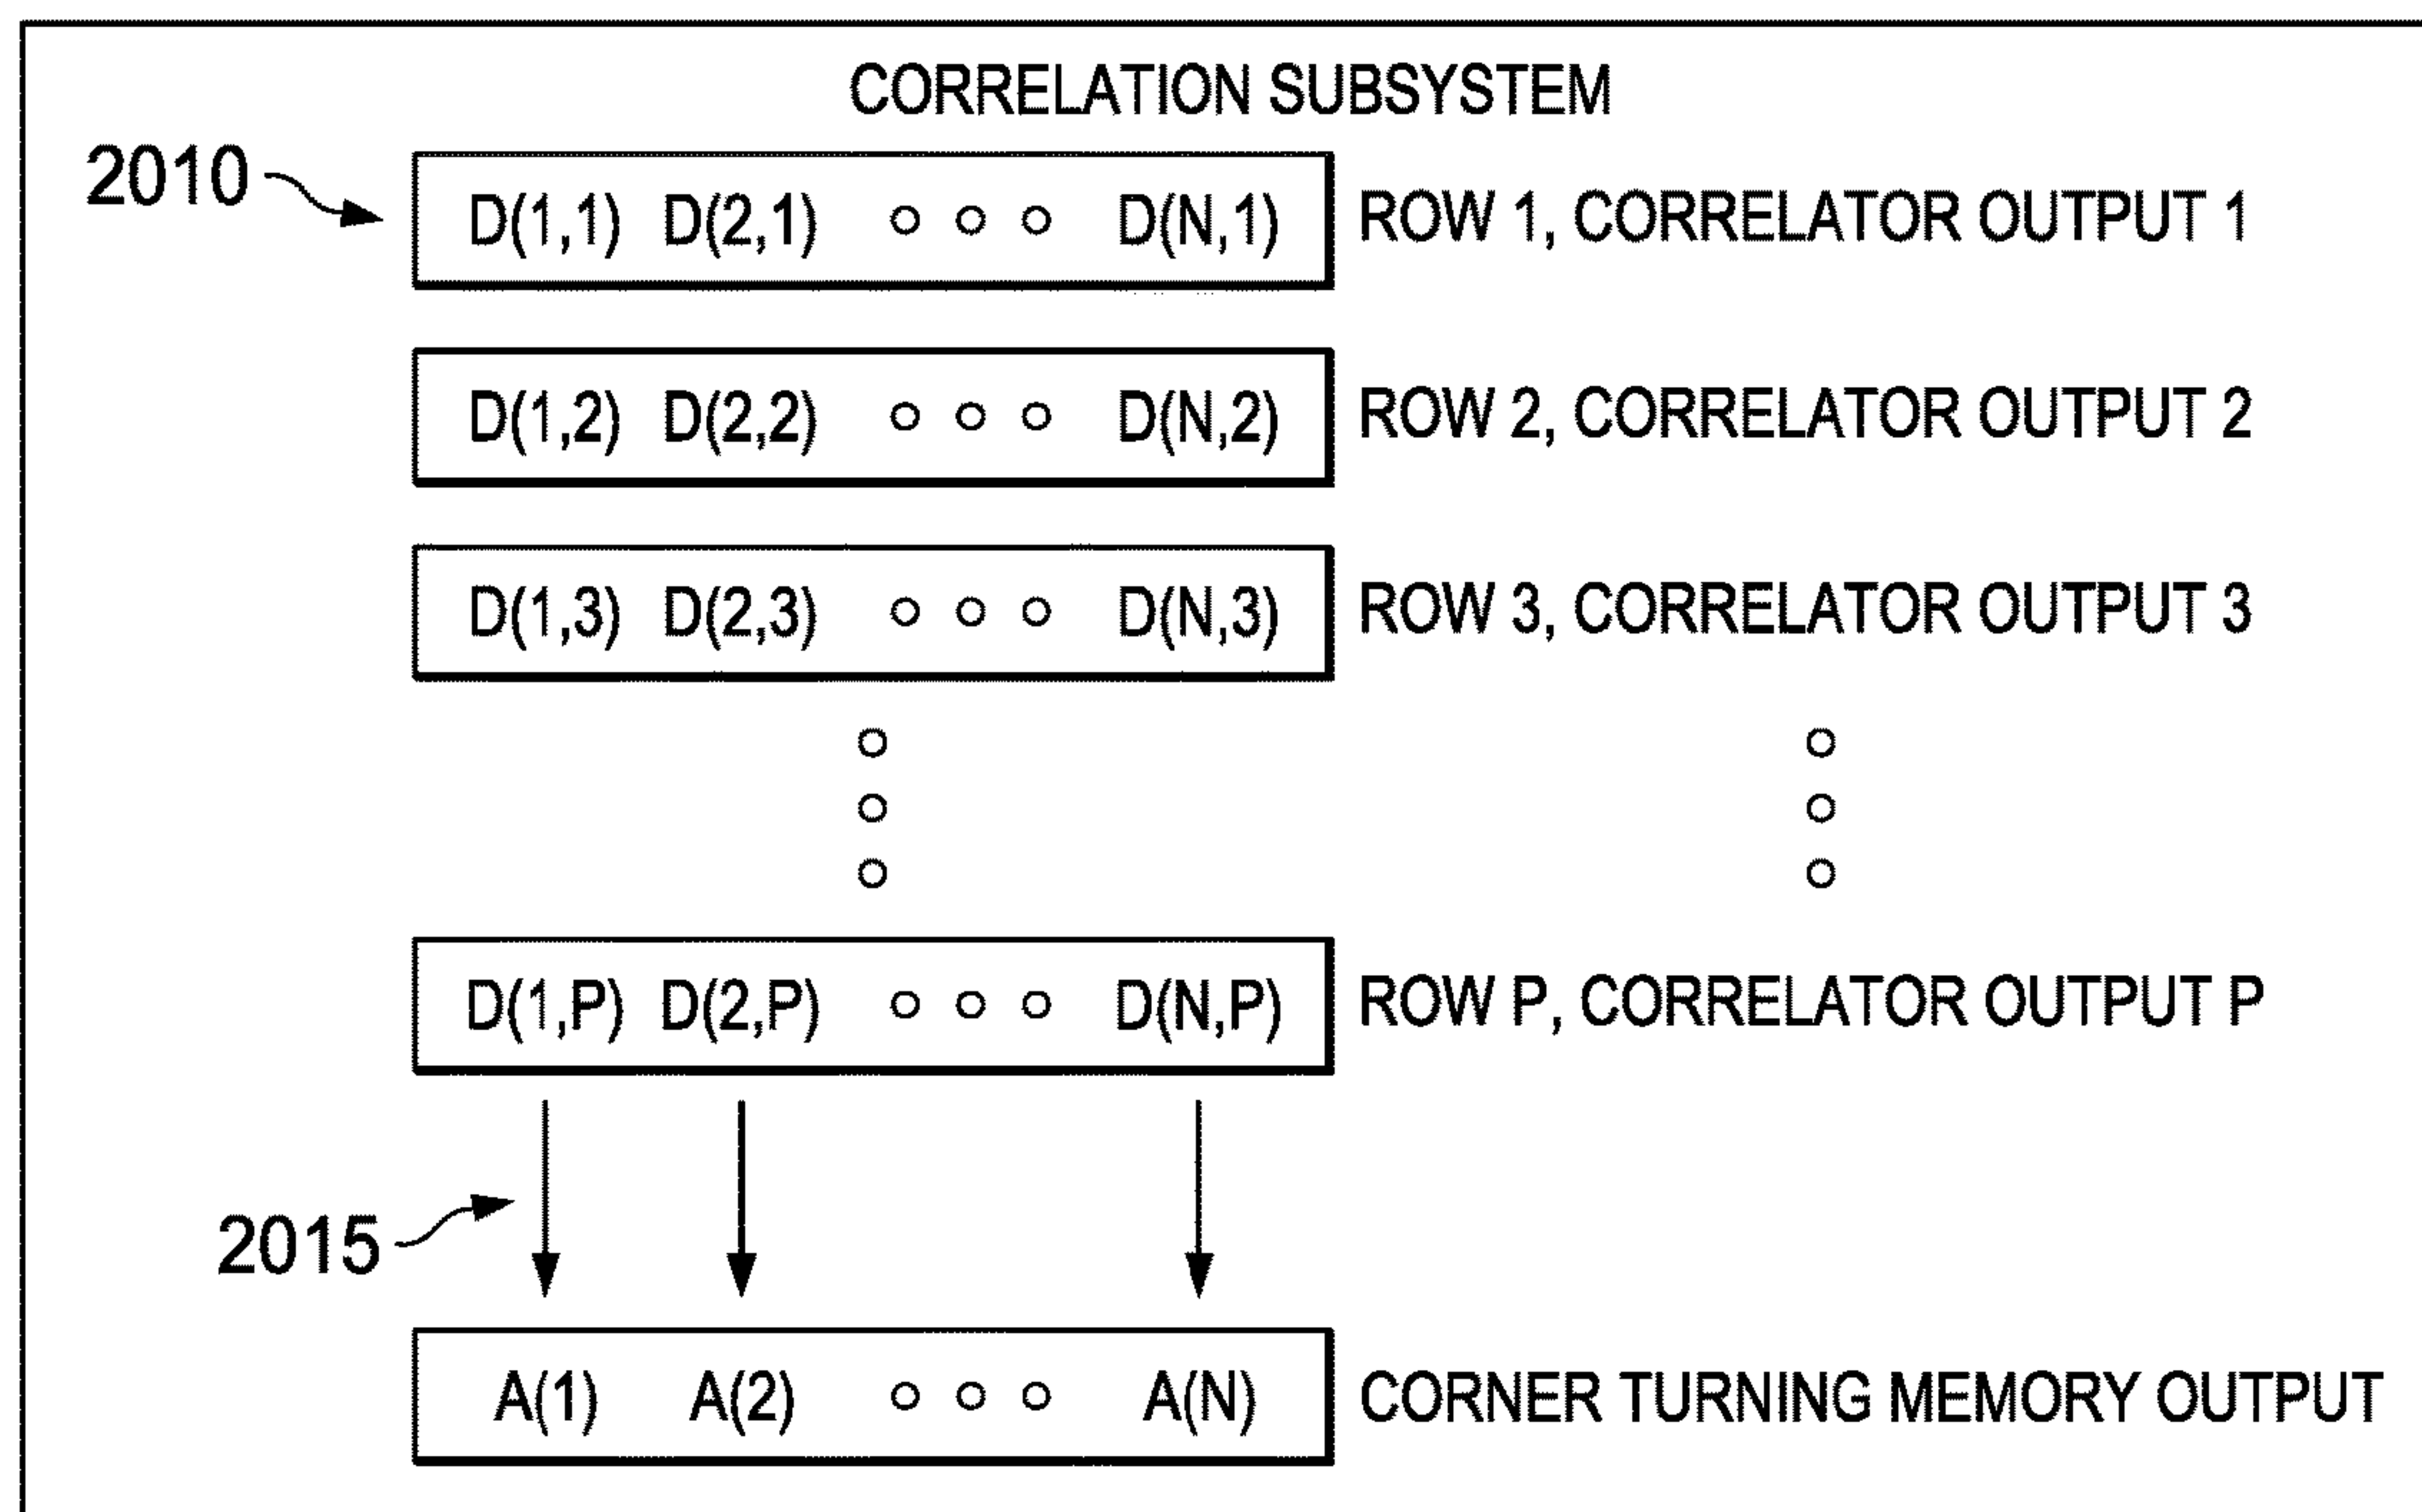 CORRELATION SUBSYSTEM
2010
D(1,1) D(2,1) ○ ○ ○ D(N,1) ROW 1, CORRELATOR OUTPUT 1
D(1,2) D(2,2) ○ ○ ○ D(N,2) ROW 2, CORRELATOR OUTPUT 2
D(1,3) D(2,3) ○ ○ ○ D(N,3) ROW 3, CORRELATOR OUTPUT 3
D(1,P) D(2,P) ○ ○ ○ D(N,P) ROW P, CORRELATOR OUTPUT P
2015
A(1) A(2) ○ ○ ○ A(N) CORNER TURNING MEMORY OUTPUT